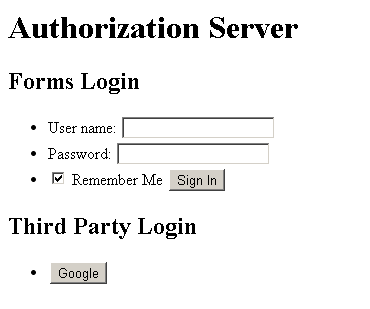 Authorization Server
Forms Login
User name:
Password:
Remember Me Sign In
Third Party Login
Google